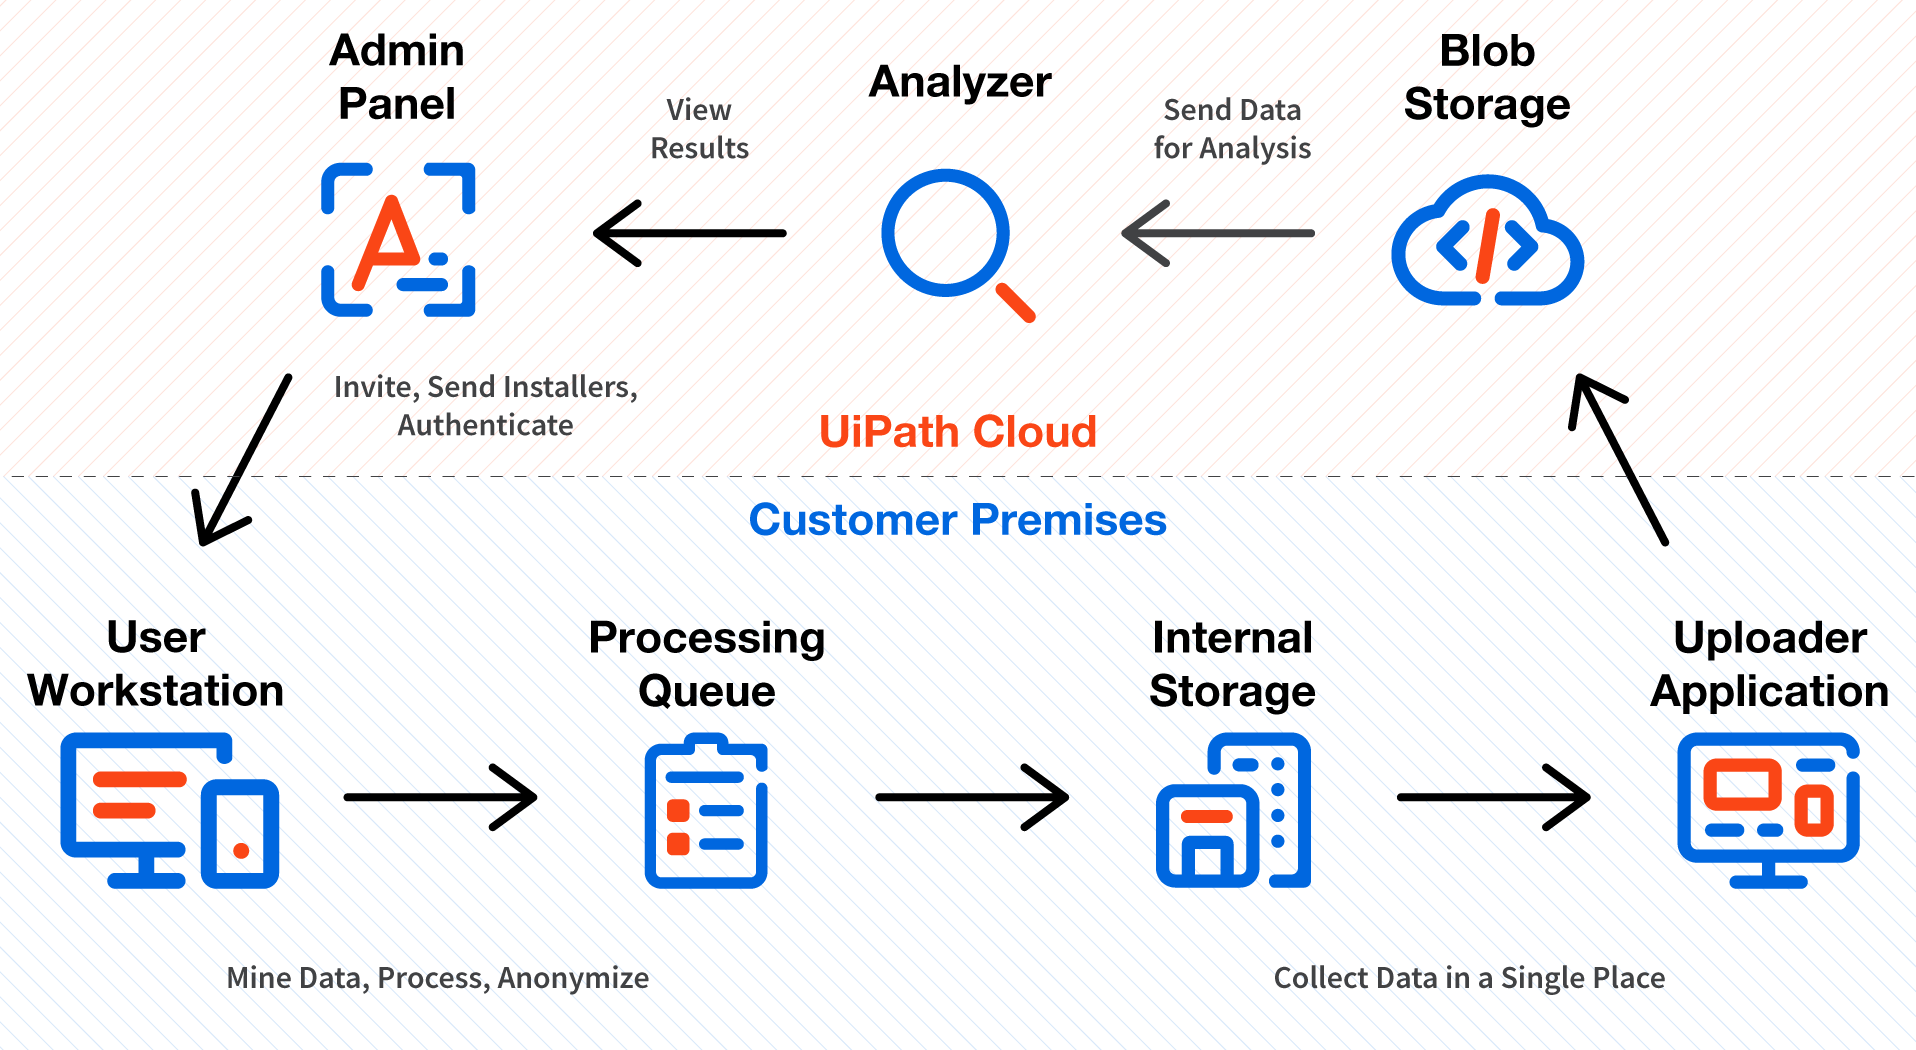 Admin
Panel
View
Results
Analyzer
Send Data
for Analysis
Blob
Storage
Invite, Send Installers,
Authenticate
UiPath Cloud
Customer Premises
User
Workstation
Processing
Queue
Internal
Storage
Uploader
Application
Mine Data, Process, Anonymize
Collect Data in a Single Place